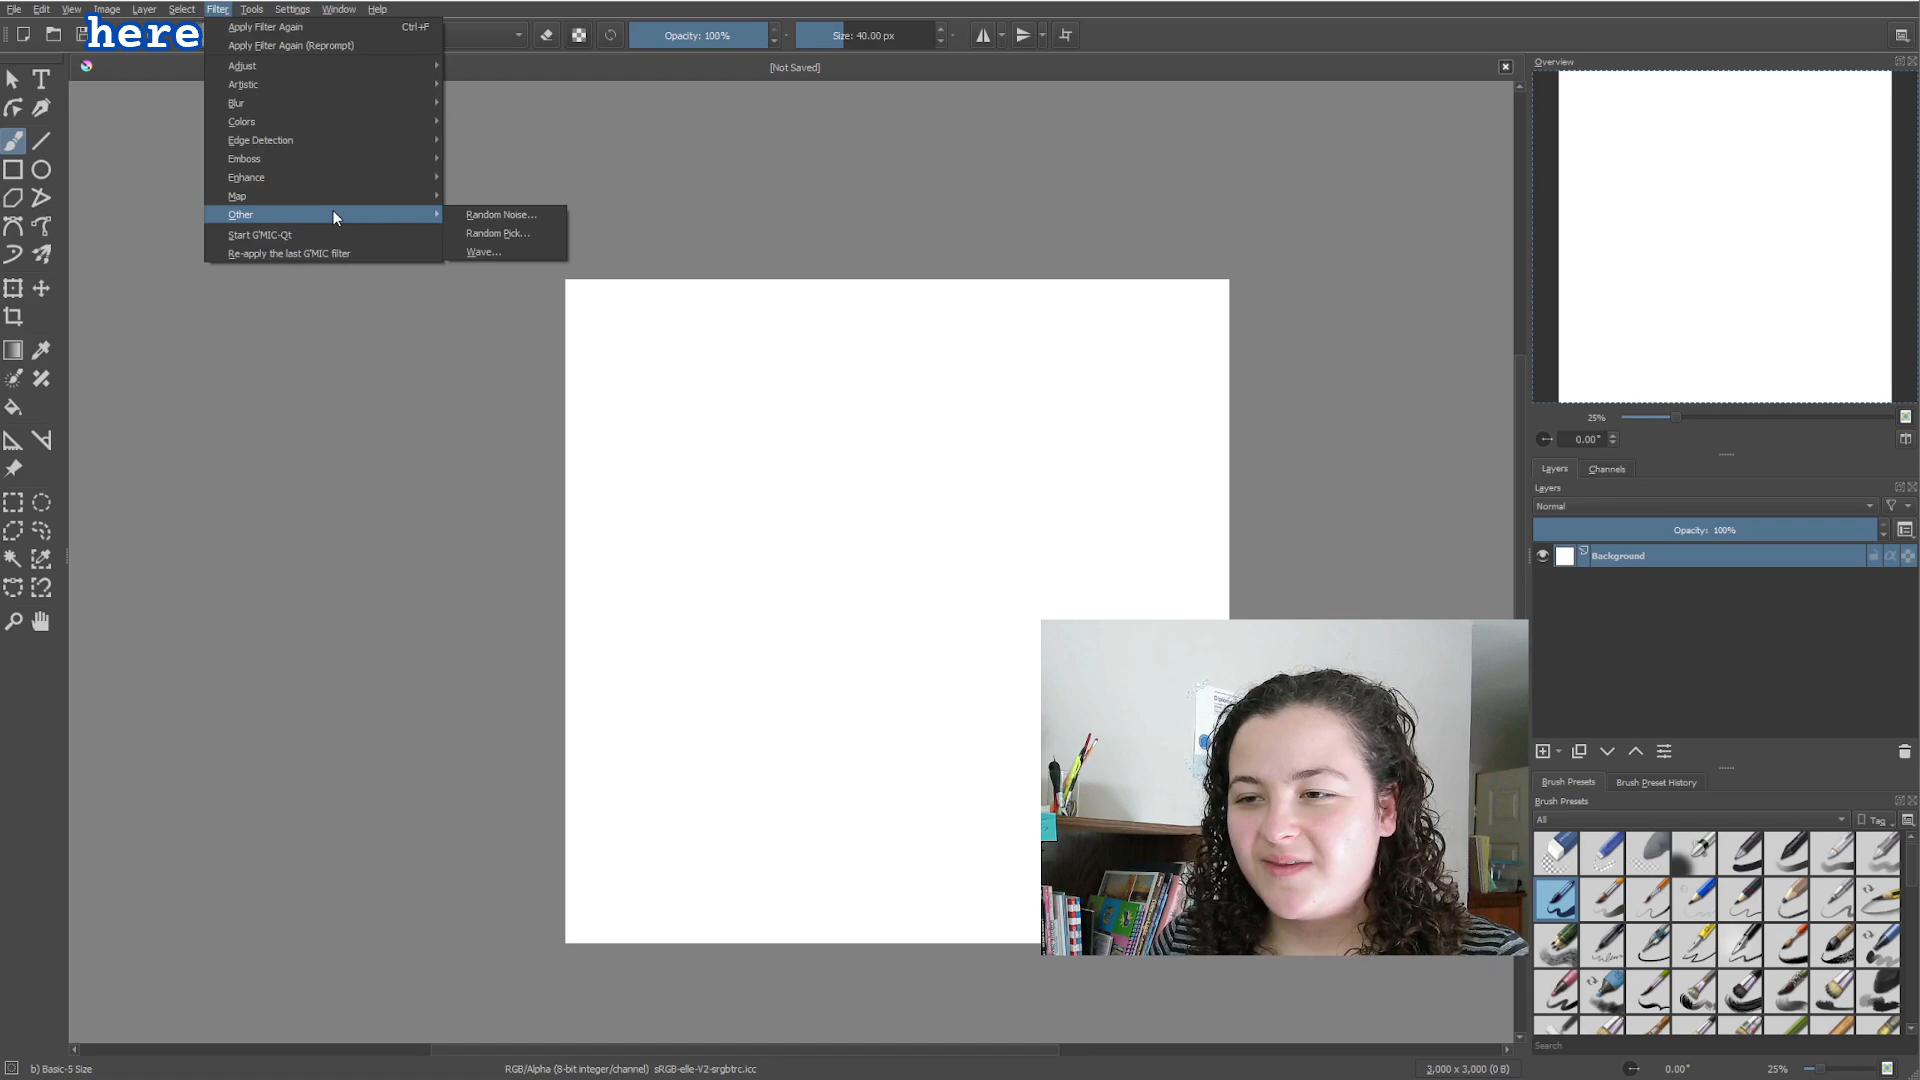 File Edit View Image Layer Select Filter Tools Settings Window Help
here
Opacity: 100%
Size: 40.00 px
[Not Saved]
Apply Filter Again Ctrl+F
Apply Filter Again (Reprompt)
Adjust
Artistic
Blur
Colors
Edge Detection
Emboss
Enhance
Map
Other
Start G'MIC-Qt
Re-apply the last G'MIC filter
Random Noise...
Random Pick...
Wave...
Overview
25%
0.00°
Layers Channels
Layers
Normal
Opacity: 100%
Background
Brush Presets Brush Preset History
Brush Presets
All
Tag
Search
b) Basic-5 Size
RGB/Alpha (8-bit integer/channel) sRGB-elle-V2-srgbtrc.icc
3,000 x 3,000 (0 B)
0.00°
25%